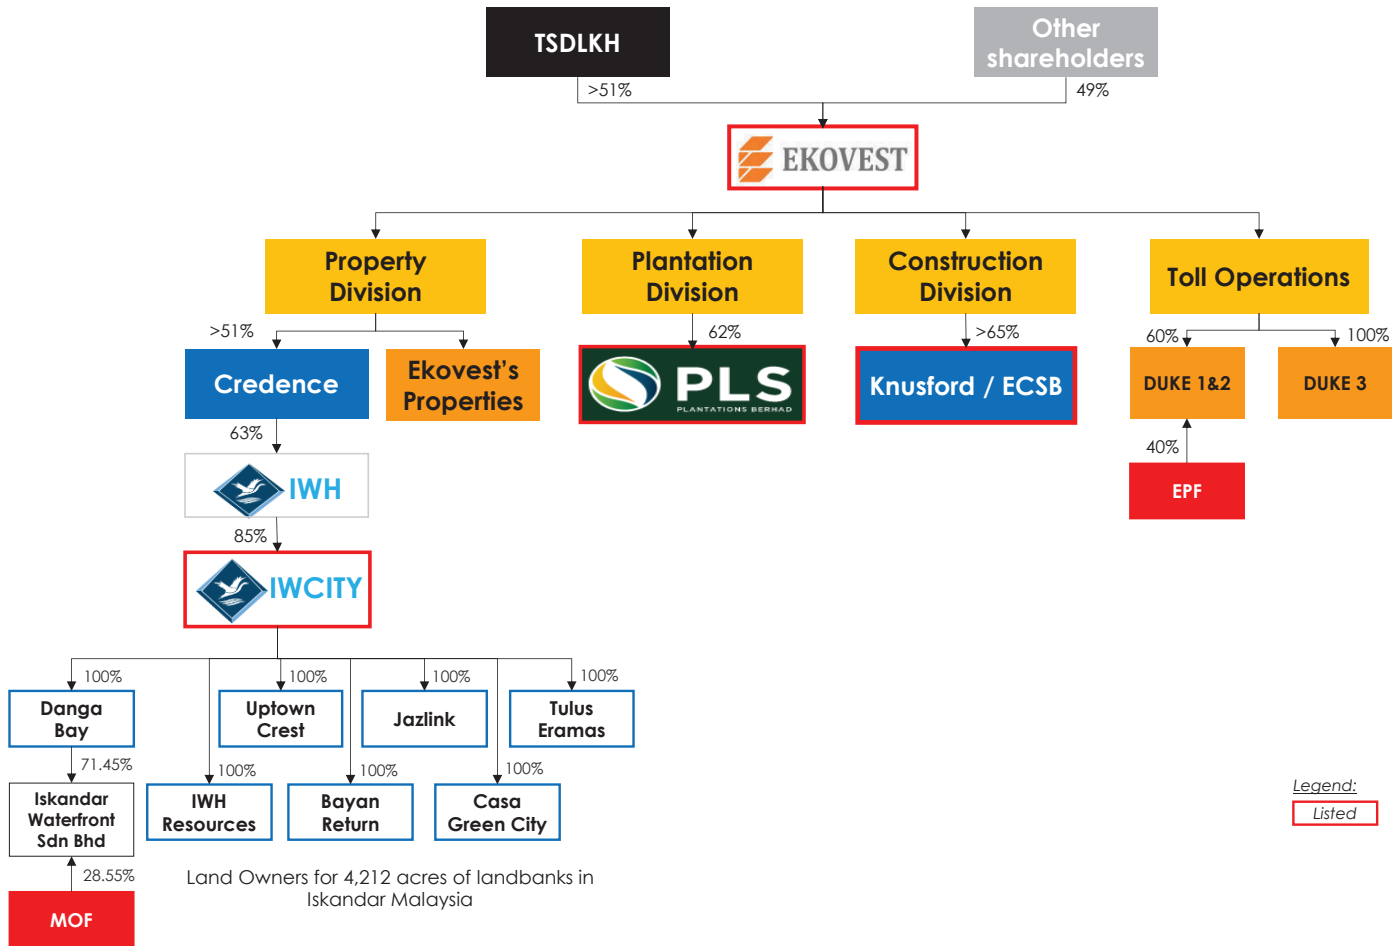 TSDLKH
Other
shareholders
>51%
49%
EKOVEST
Property
Division
Plantation
Division
Construction
Division
Toll Operations
>51%
62%
>65%
60%
100%
Credence
Ekovest's
Properties
PLS
PLANTATIONS BERHAD
Knusford / ECSB
DUKE 1&2
DUKE 3
63%
40%
IWH
EPF
85%
IWCITY
100%
100%
100%
100%
Danga
Bay
Uptown
Crest
Jazlink
Tulus
Eramas
71.45%
100%
100%
100%
Iskandar
Waterfront
Sdn Bhd
IWH
Resources
Bayan
Return
Casa
Green City
Legend:
Listed
28.55%
Land Owners for 4,212 acres of landbanks in
Iskandar Malaysia
MOF